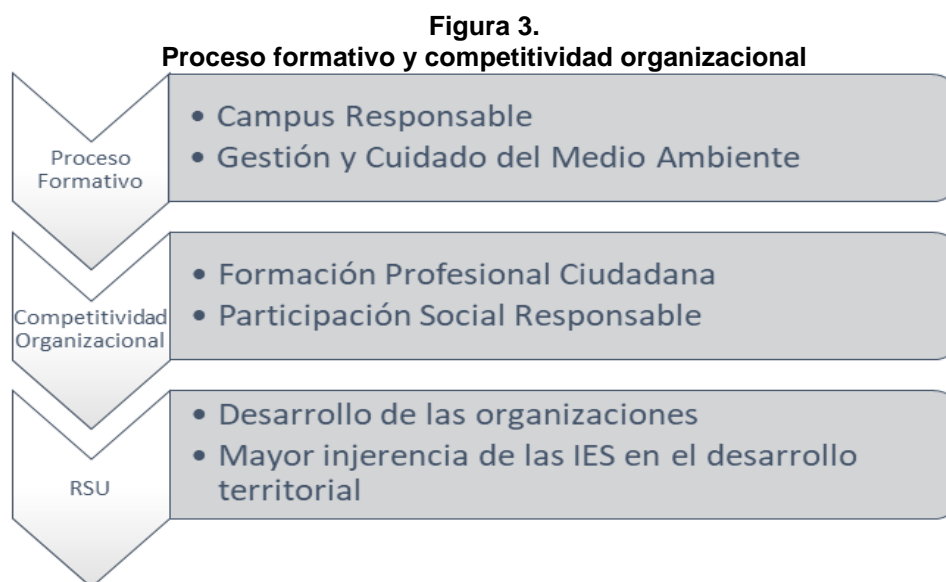 Figura 3.
Proceso formativo y competitividad organizacional
Proceso
Formativo
• Campus Responsable
• Gestión y Cuidado del Medio Ambiente
Competitividad
Organizacional
• Formación Profesional Ciudadana
• Participación Social Responsable
RSU
• Desarrollo de las organizaciones
• Mayor injerencia de las IES en el desarrollo
territorial